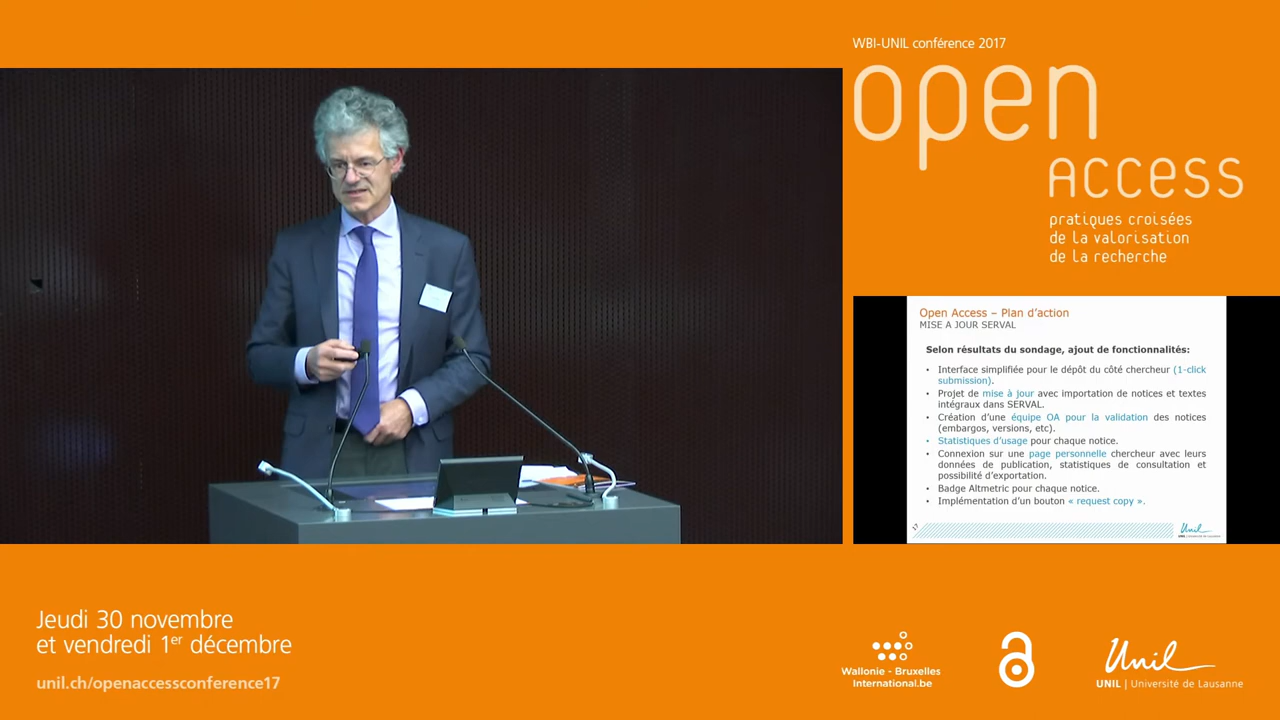 WBI-UNIL conférence 2017
open
access
pratiques croisées
de la valorisation
de la recherche
Open Access – Plan d'action
MISE A JOUR SERVAL
Selon résultats du sondage, ajout de fonctionnalités:
• Interface simplifiée pour le dépôt du côté chercheur (1-click
submission).
• Projet de mise à jour avec importation de notices et textes
intégraux dans SERVAL.
• Création d'une équipe OA pour la validation des notices
(embargos, versions, etc).
• Statistiques d'usage pour chaque notice.
• Connexion sur une page personnelle chercheur avec leurs
données de publication, statistiques de consultation et
possibilité d'exportation.
• Badge Altmetric pour chaque notice.
• Implémentation d'un bouton « request copy ».
17
Unil
UNIL | Université de Lausanne
Jeudi 30 novembre
et vendredi 1er décembre
unil.ch/openaccessconference17
Wallonie - Bruxelles
International.be
Unil
UNIL | Université de Lausanne